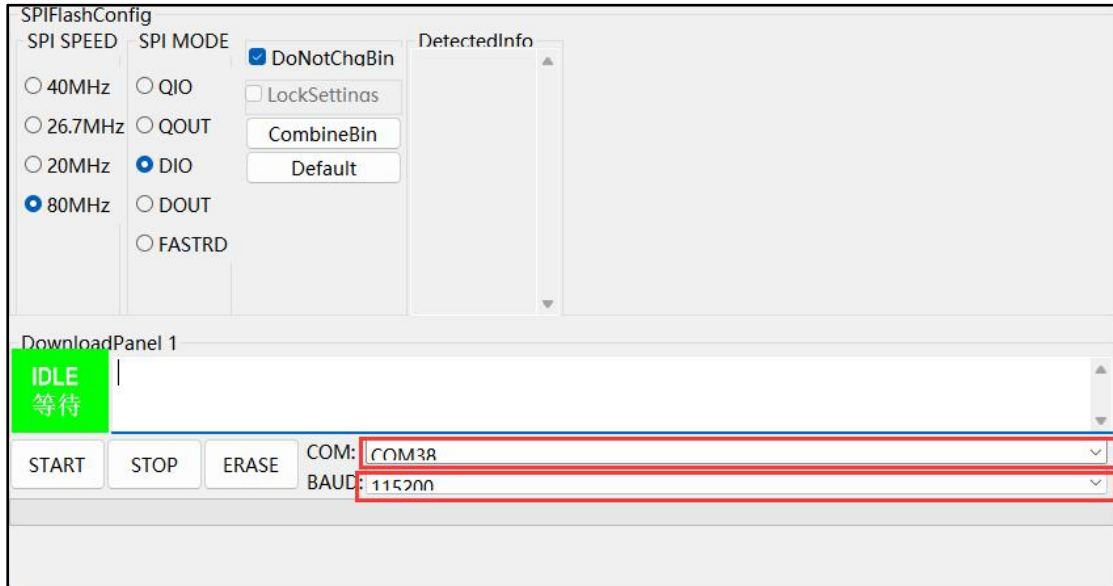 SPIFlashConfig
SPI SPEED
40MHz
26.7MHz
20MHz
80MHz
SPI MODE
QIO
QOUT
DIO
DOUT
FASTRD
DoNotChgBin
LockSettings
CombineBin
Default
DetectedInfo
DownloadPanel 1
IDLE
等待
START
STOP
ERASE
COM: COM38
BAUD: 115200